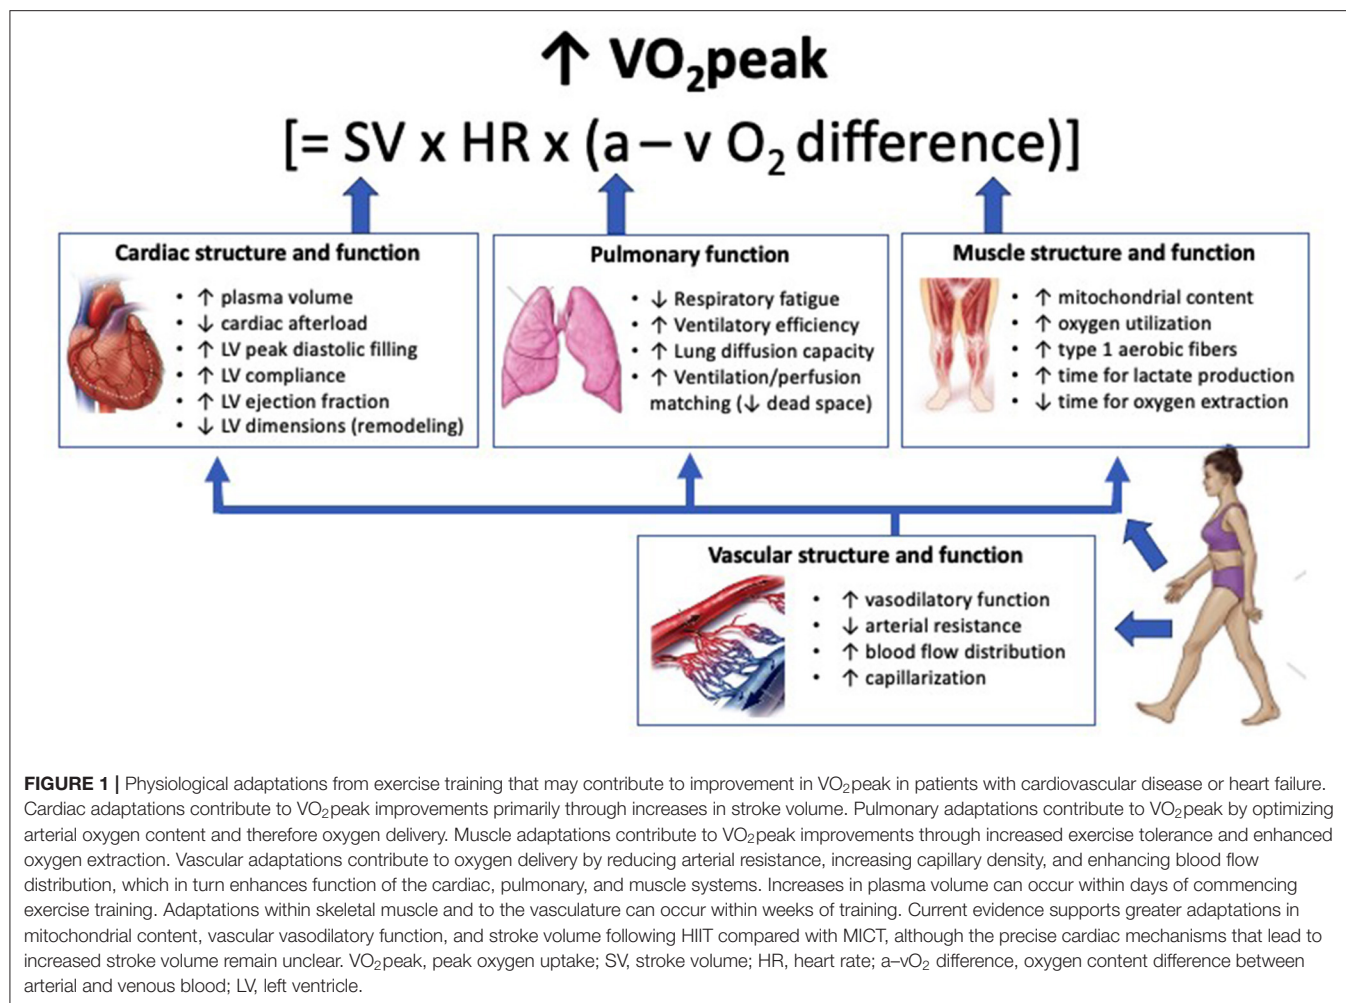 ↑ VO₂peak
[= SV x HR x (a – v O₂ difference)]
Cardiac structure and function
• ↑ plasma volume
• ↓ cardiac afterload
• ↑ LV peak diastolic filling
• ↑ LV compliance
• ↑ LV ejection fraction
• ↓ LV dimensions (remodeling)
Pulmonary function
• ↓ Respiratory fatigue
• ↑ Ventilatory efficiency
• ↑ Lung diffusion capacity
• ↑ Ventilation/perfusion
matching (↓ dead space)
Muscle structure and function
• ↑ mitochondrial content
• ↑ oxygen utilization
• ↑ type 1 aerobic fibers
• ↑ time for lactate production
• ↓ time for oxygen extraction
Vascular structure and function
• ↑ vasodilatory function
• ↓ arterial resistance
• ↑ blood flow distribution
• ↑ capillarization
FIGURE 1 | Physiological adaptations from exercise training that may contribute to improvement in VO₂peak in patients with cardiovascular disease or heart failure.
Cardiac adaptations contribute to VO₂peak improvements primarily through increases in stroke volume. Pulmonary adaptations contribute to VO₂peak by optimizing
arterial oxygen content and therefore oxygen delivery. Muscle adaptations contribute to VO₂peak improvements through increased exercise tolerance and enhanced
oxygen extraction. Vascular adaptations contribute to oxygen delivery by reducing arterial resistance, increasing capillary density, and enhancing blood flow
distribution, which in turn enhances function of the cardiac, pulmonary, and muscle systems. Increases in plasma volume can occur within days of commencing
exercise training. Adaptations within skeletal muscle and to the vasculature can occur within weeks of training. Current evidence supports greater adaptations in
mitochondrial content, vascular vasodilatory function, and stroke volume following HIIT compared with MICT, although the precise cardiac mechanisms that lead to
increased stroke volume remain unclear. VO₂peak, peak oxygen uptake; SV, stroke volume; HR, heart rate; a–vO₂ difference, oxygen content difference between
arterial and venous blood; LV, left ventricle.